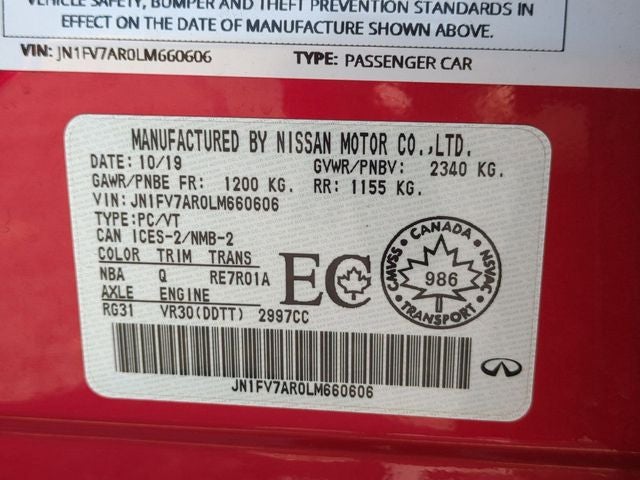 VEHICLE SAFETY, BUMPER AND THEFT PREVENTION STANDARDS IN
EFFECT ON THE DATE OF MANUFACTURE SHOWN ABOVE.
VIN: JN1FV7AR0LM660606 TYPE: PASSENGER CAR
MANUFACTURED BY NISSAN MOTOR CO.,LTD.
DATE: 10/19 GVWR/PNBV: 2340 KG.
GAWR/PNBE FR: 1200 KG. RR: 1155 KG.
VIN: JN1FV7AR0LM660606
TYPE:PC/VT
CAN ICES-2/NMB-2
COLOR TRIM TRANS
NBA Q RE7R01A
AXLE ENGINE
RG31 VR30(DDTT) 2997CC
EC
CANADA
CMVSS 986 NSVAC
TRANSPORT
JN1FV7AR0LM660606